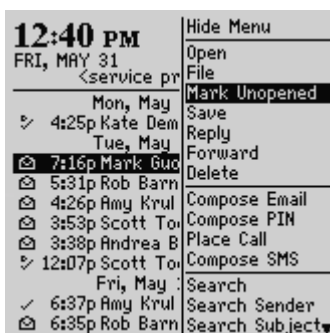 12:40 PM
FRI, MAY 31
<service pr
Mon, May
4:25p Kate Dem
Tue, May
7:16p Mark Guo
5:31p Rob Barn
4:26p Amy Krul
3:53p Scott To
3:38p Andrea B
12:07p Scott To
Fri, May
6:37p Amy Krul
6:35p Rob Barn
Hide Menu
Open
File
Mark Unopened
Save
Reply
Forward
Delete
Compose Email
Compose PIN
Place Call
Compose SMS
Search
Search Sender
Search Subject